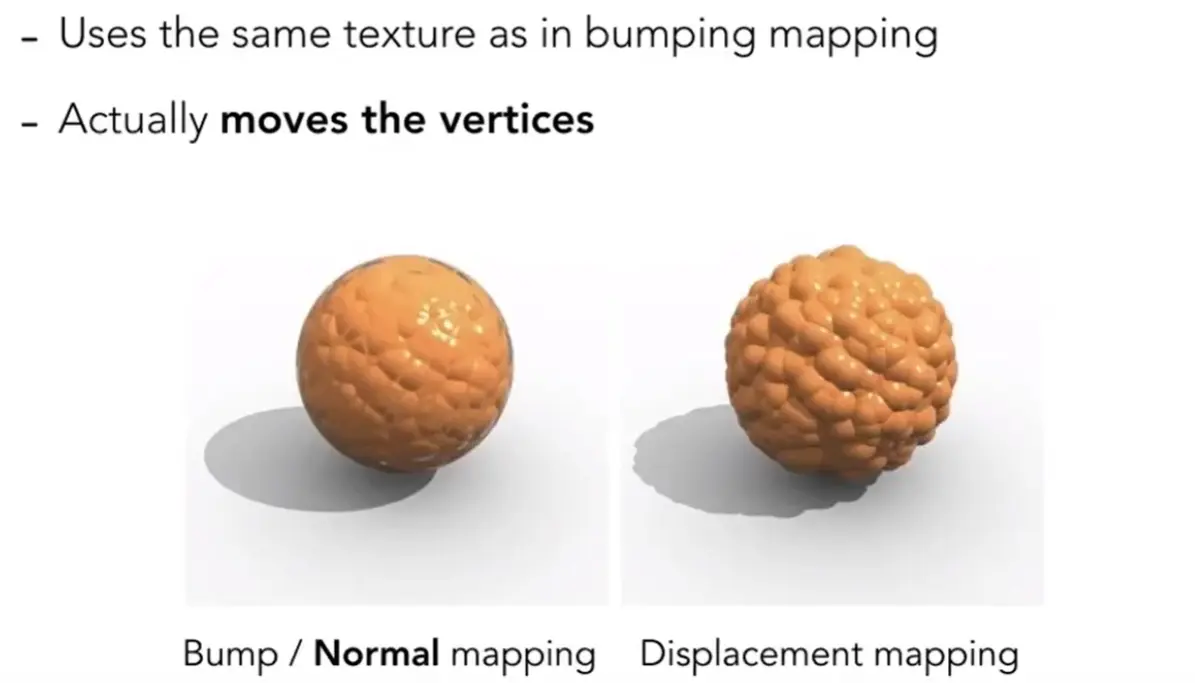 - Uses the same texture as in bumping mapping
- Actually moves the vertices
Bump / Normal mapping
Displacement mapping